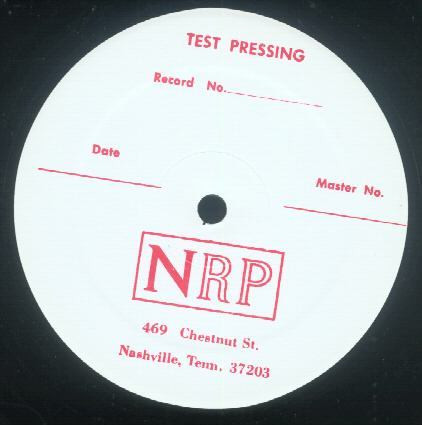 TEST PRESSING
Record No.
Date
Master No.
NRP
469 Chestnut St.
Nashville, Tenn. 37203